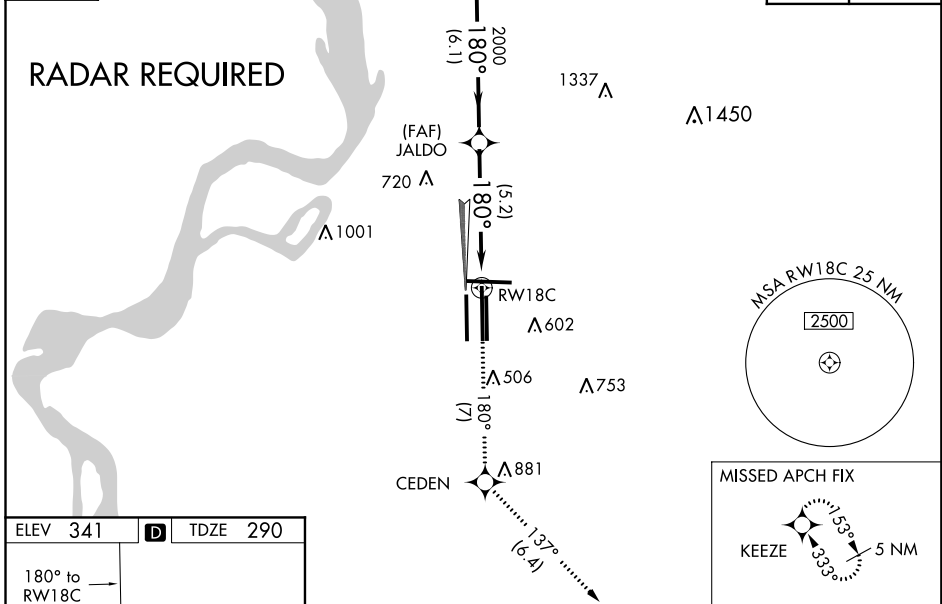 RADAR REQUIRED
2000
180°
(6.1)
1337
1450
(FAF)
JALDO
720
(5.2)
180°
1001
RW18C
602
MSA RW18C 25 NM
2500
506
753
180°
(7)
881
CEDEN
137°
(6.4)
MISSED APCH FIX
KEEZE
153°
333°
5 NM
ELEV 341 D TDZE 290
180° to
RW18C